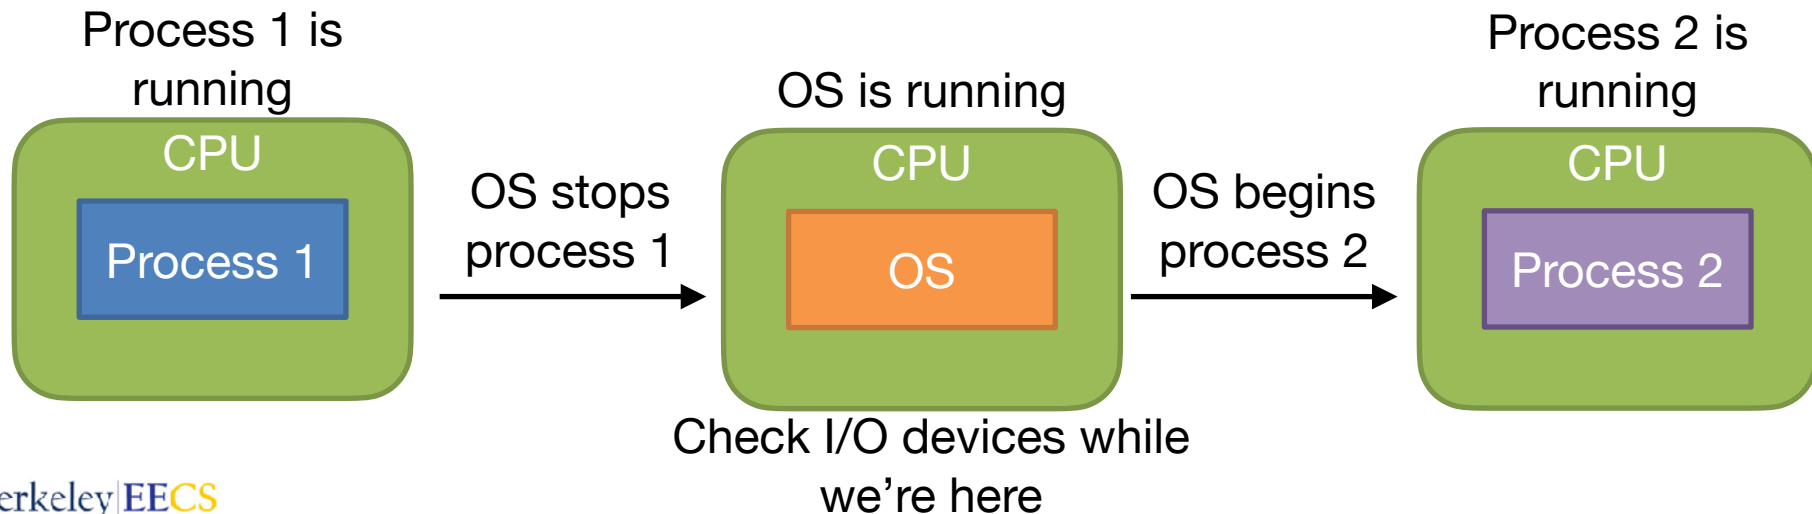 Process 1 is
running
CPU
Process 1
OS stops
process 1
OS is running
CPU
OS
Check I/O devices while
we’re here
OS begins
process 2
Process 2 is
running
CPU
Process 2
erkeley|EECS